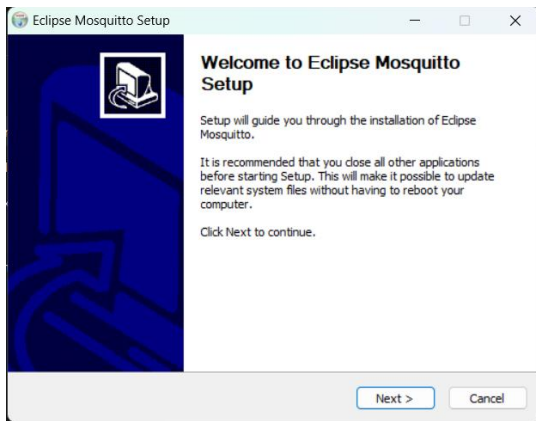 Eclipse Mosquitto Setup
Welcome to Eclipse Mosquitto
Setup
Setup will guide you through the installation of Eclipse
Mosquitto.
It is recommended that you close all other applications
before starting Setup. This will make it possible to update
relevant system files without having to reboot your
computer.
Click Next to continue.
Next >
Cancel